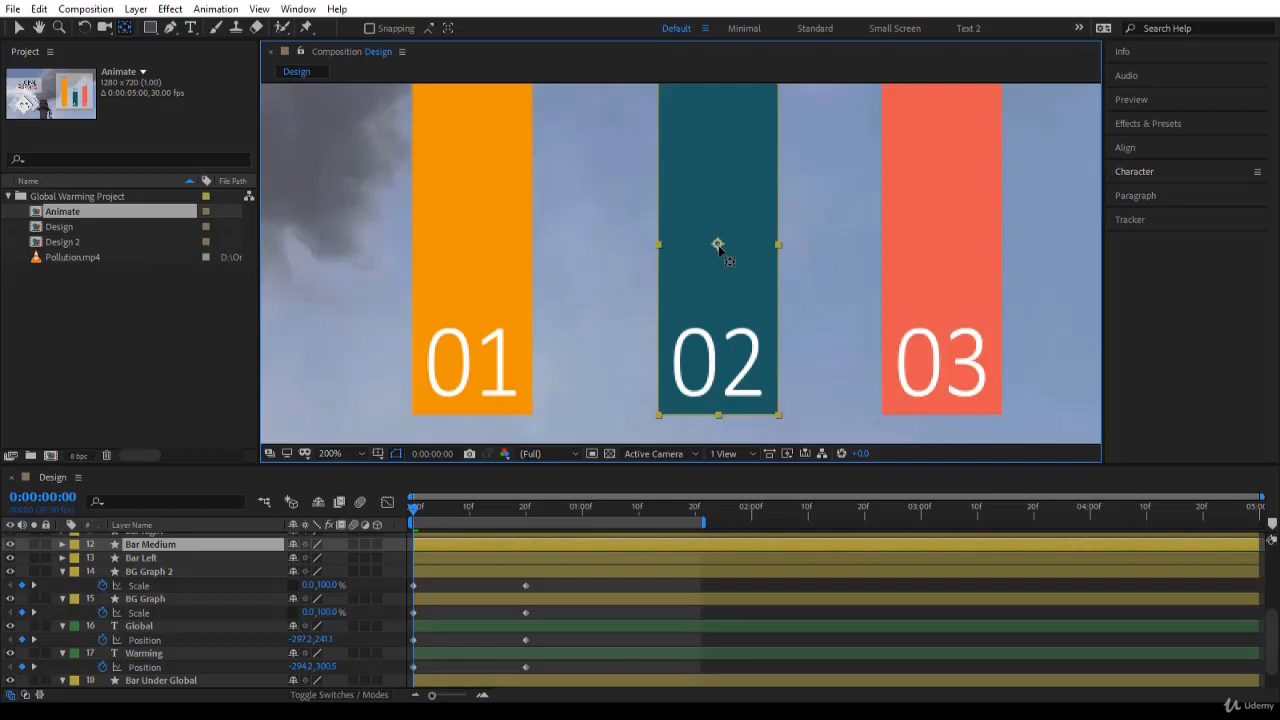 File Edit Composition Layer Effect Animation View Window Help
Snapping
Default Minimal Standard Small Screen Text 2 Search Help
Project
Animate
1280 x 720 (1.00)
Δ 0:00:05:00, 30.00 fps
Name File Path
Global Warming Project
Animate
Design
Design 2
Pollution.mp4 D:\Or
8 bpc
Composition Design
Design
01 02 03
200% 0:00:00:00 (Full) Active Camera 1 View +0.0
Info
Audio
Preview
Effects & Presets
Align
Character
Paragraph
Tracker
Design
0:00:00:00
# Layer Name
10f 20f 01:00f 10f 20f 02:00f 10f 20f 03:00f 10f 20f 04:00f 10f 20f 05:00
12 Bar Medium
13 Bar Left
14 BG Graph 2
Scale 0.0,100.0 %
15 BG Graph
Scale 0.0,100.0 %
16 T Global
Position -297.2,241.1
17 T Warming
Position -294.2,300.5
18 Bar Under Global
Toggle Switches / Modes
Udemy